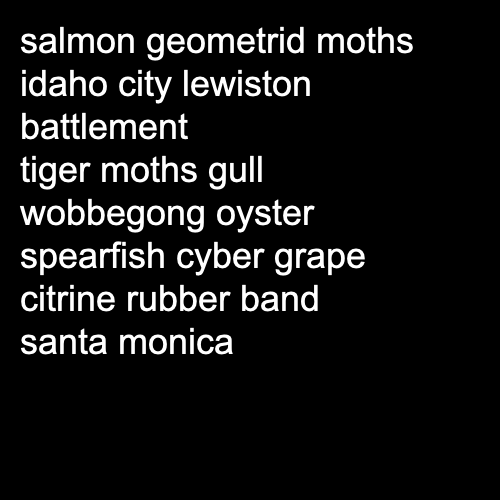 salmon geometrid moths
idaho city lewiston
battlement
tiger moths gull
wobbegong oyster
spearfish cyber grape
citrine rubber band
santa monica